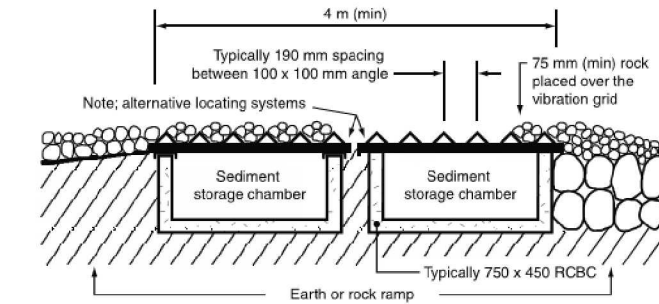 4 m (min)
Typically 190 mm spacing
between 100 x 100 mm angle
75 mm (min) rock
placed over the
vibration grid
Note; alternative locating systems
Sediment
storage chamber
Sediment
storage chamber
Typically 750 x 450 RCBC
Earth or rock ramp